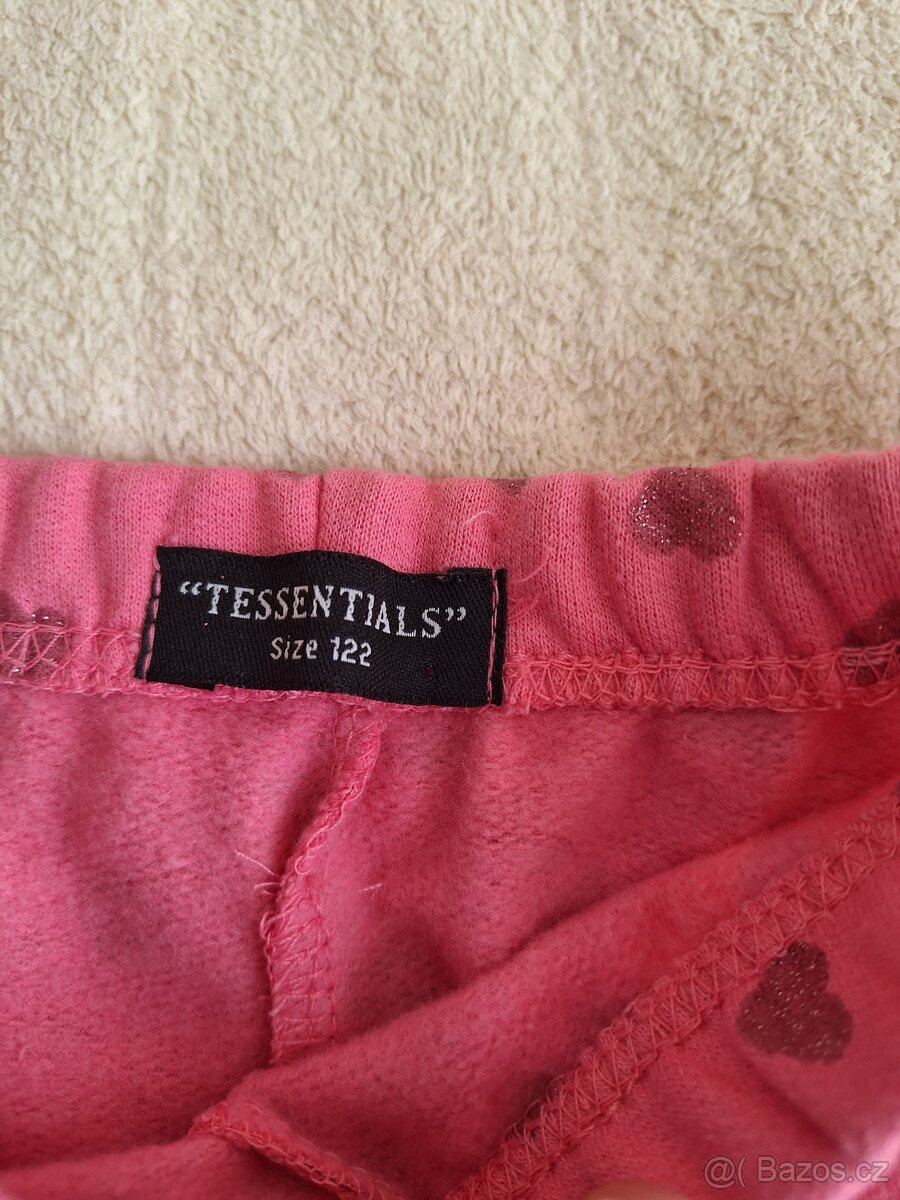 “TESSENTIALS”
Size 122
@( Bazos.cz